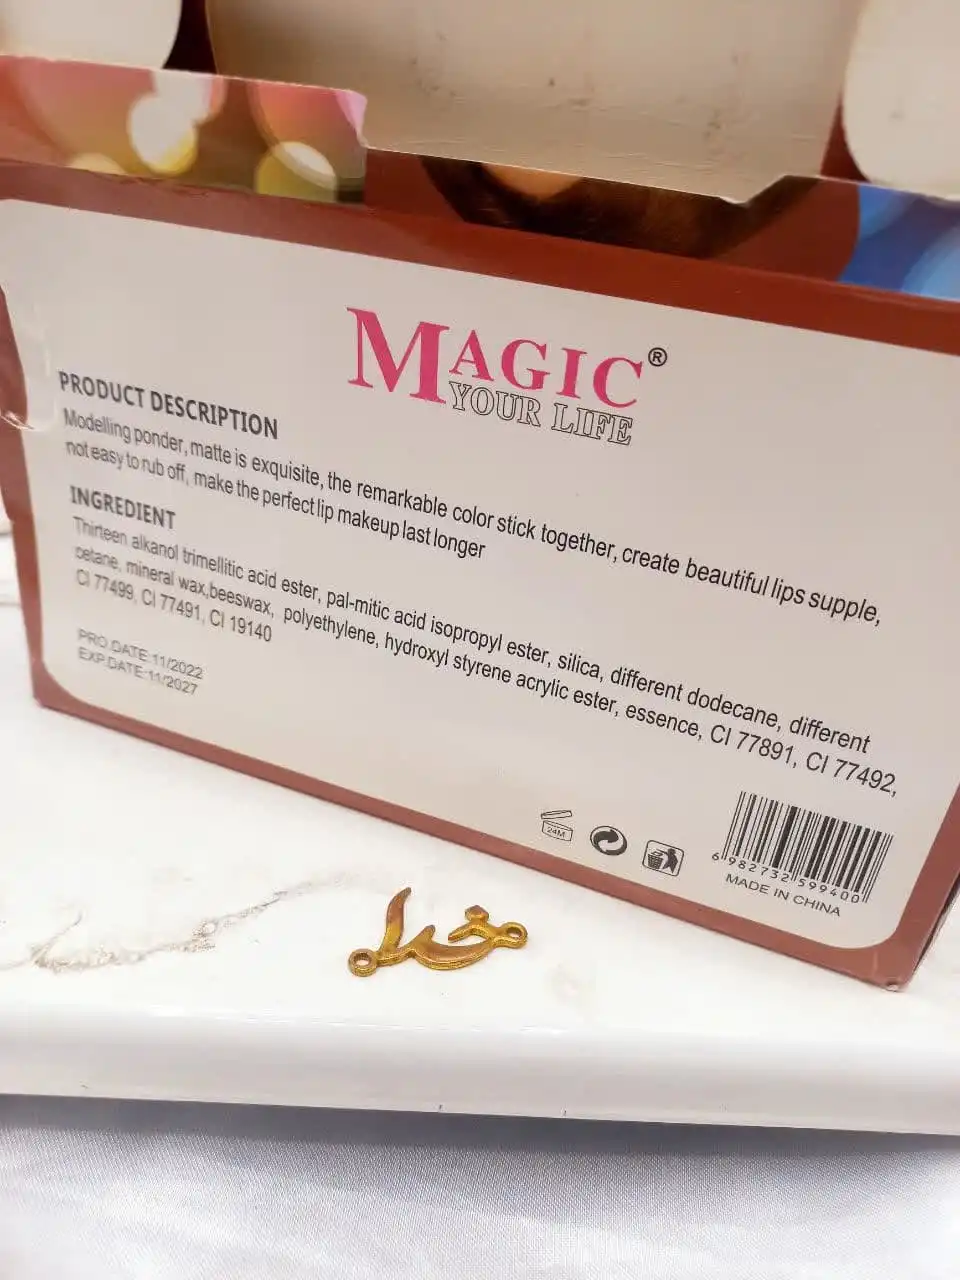 MAGIC®
YOUR LIFE
PRODUCT DESCRIPTION
Modelling ponder, matte is exquisite, the remarkable color stick together, create beautiful lips supple,
not easy to rub off, make the perfect lip makeup last longer
INGREDIENT
Thirteen alkanol trimellitic acid ester, pal-mitic acid isopropyl ester, silica, different dodecane, different
petane, mineral wax,beeswax, polyethylene, hydroxyl styrene acrylic ester, essence, CI 77891, CI 77492,
CI 77499, CI 77491, CI 19140
PRO.DATE:11/2022
EXP.DATE:11/2027
24M
6 982732 599400
MADE IN CHINA